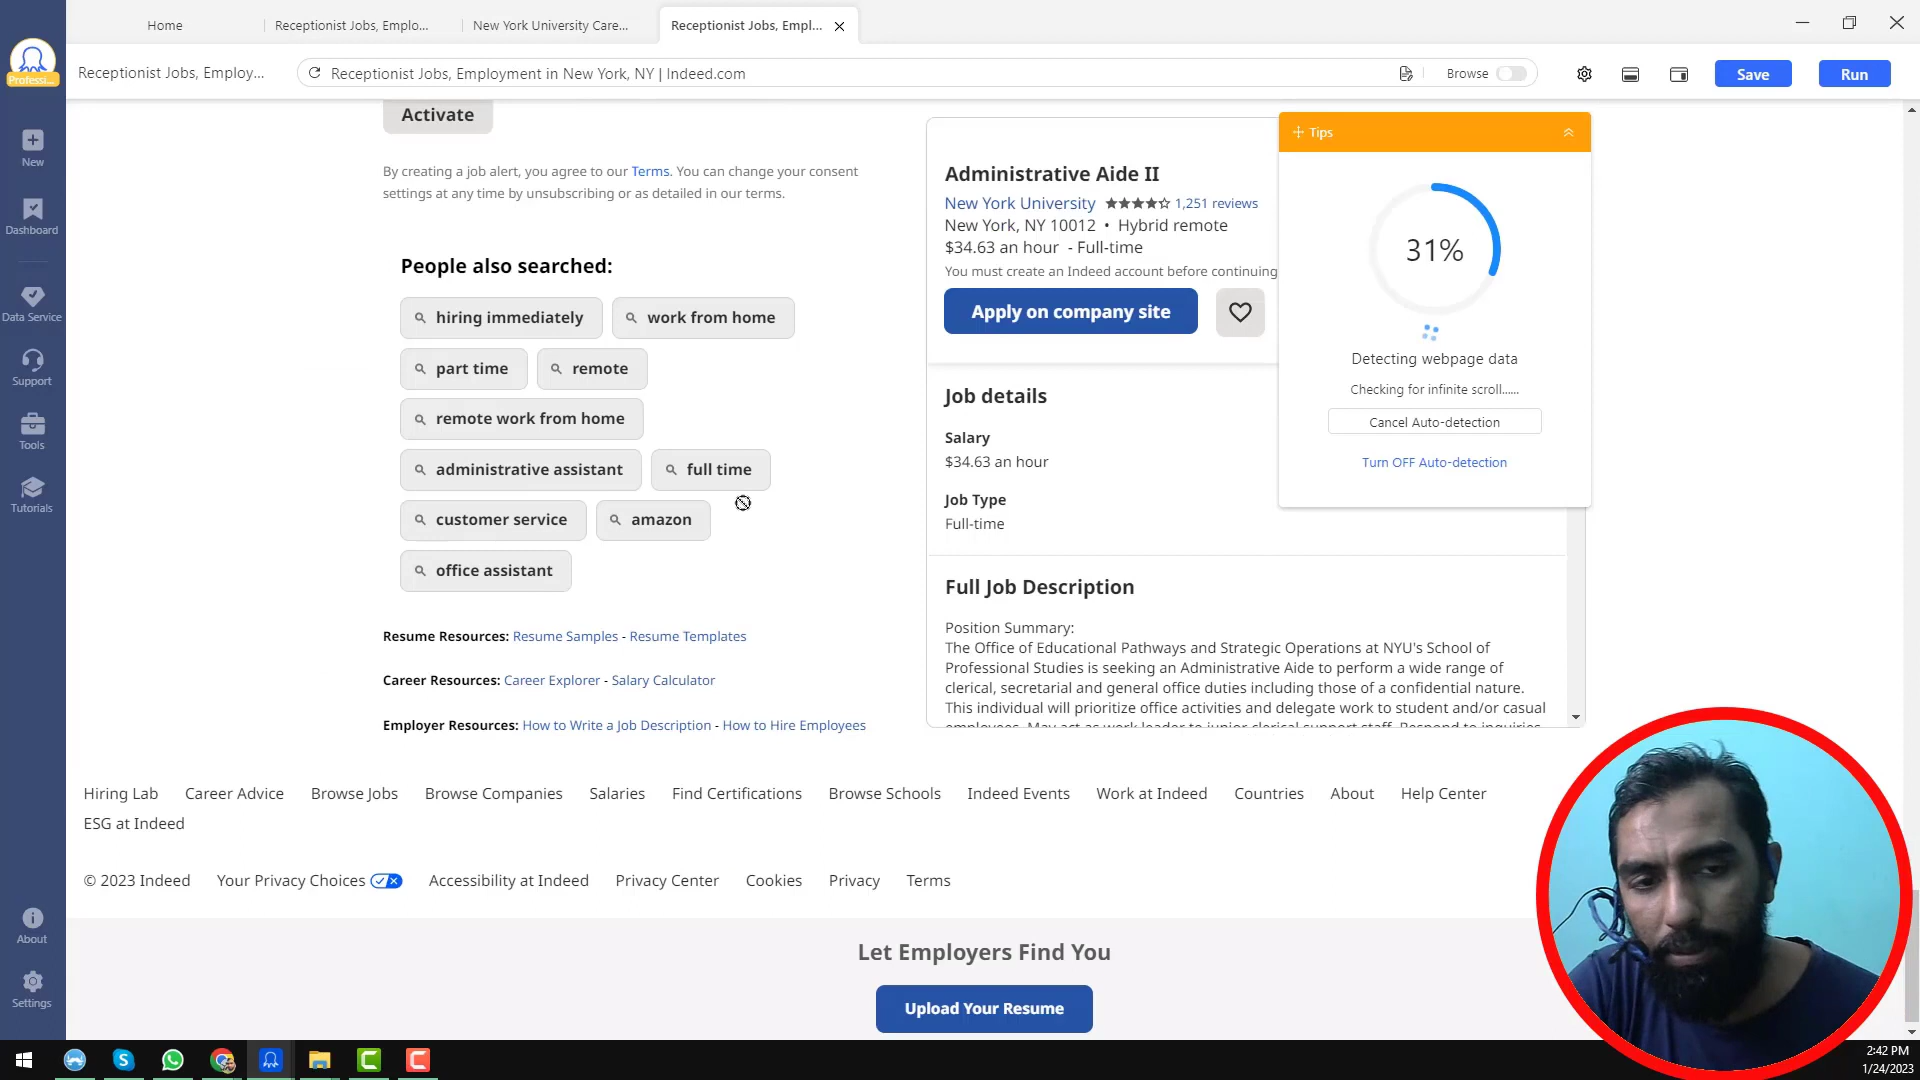 Home
Receptionist Jobs, Emplo...
New York University Care...
Receptionist Jobs, Empl...
Professi...
Receptionist Jobs, Employ...
Receptionist Jobs, Employment in New York, NY | Indeed.com
Browse
Save
Run
New
Dashboard
Data Service
Support
Tools
Tutorials
About
Settings
Activate
By creating a job alert, you agree to our Terms. You can change your consent
settings at any time by unsubscribing or as detailed in our terms.
People also searched:
hiring immediately
work from home
part time
remote
remote work from home
administrative assistant
full time
customer service
amazon
office assistant
Resume Resources: Resume Samples - Resume Templates
Career Resources: Career Explorer - Salary Calculator
Employer Resources: How to Write a Job Description - How to Hire Employees
Administrative Aide II
New York University ★★★★☆ 1,251 reviews
New York, NY 10012 • Hybrid remote
$34.63 an hour - Full-time
You must create an Indeed account before continuing
Apply on company site
Job details
Salary
$34.63 an hour
Job Type
Full-time
Full Job Description
Position Summary:
The Office of Educational Pathways and Strategic Operations at NYU's School of
Professional Studies is seeking an Administrative Aide to perform a wide range of
clerical, secretarial and general office duties including those of a confidential nature.
This individual will prioritize office activities and delegate work to student and/or casual
employees. May act as work leader to junior clerical support staff. Respond to inquiries
Tips
31%
Detecting webpage data
Checking for infinite scroll......
Cancel Auto-detection
Turn OFF Auto-detection
Hiring Lab
Career Advice
Browse Jobs
Browse Companies
Salaries
Find Certifications
Browse Schools
Indeed Events
Work at Indeed
Countries
About
Help Center
ESG at Indeed
© 2023 Indeed
Your Privacy Choices
Accessibility at Indeed
Privacy Center
Cookies
Privacy
Terms
Let Employers Find You
Upload Your Resume
2:42 PM
1/24/2023